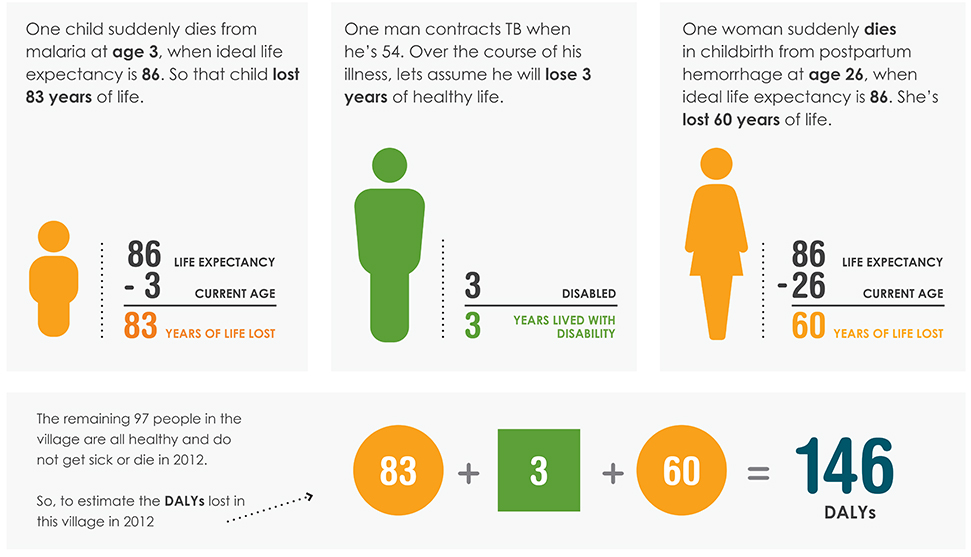 One child suddenly dies from
malaria at age 3, when ideal life
expectancy is 86. So that child lost
83 years of life.
86 LIFE EXPECTANCY
- 3 CURRENT AGE
83 YEARS OF LIFE LOST
One man contracts TB when
he's 54. Over the course of his
illness, lets assume he will lose 3
years of healthy life.
3 DISABLED
3 YEARS LIVED WITH
DISABILITY
One woman suddenly dies
in childbirth from postpartum
hemorrhage at age 26, when
ideal life expectancy is 86. She's
lost 60 years of life.
86 LIFE EXPECTANCY
-26 CURRENT AGE
60 YEARS OF LIFE LOST
The remaining 97 people in the
village are all healthy and do
not get sick or die in 2012.
So, to estimate the DALYs lost in
this village in 2012
83 + 3 + 60 = 146
DALYs